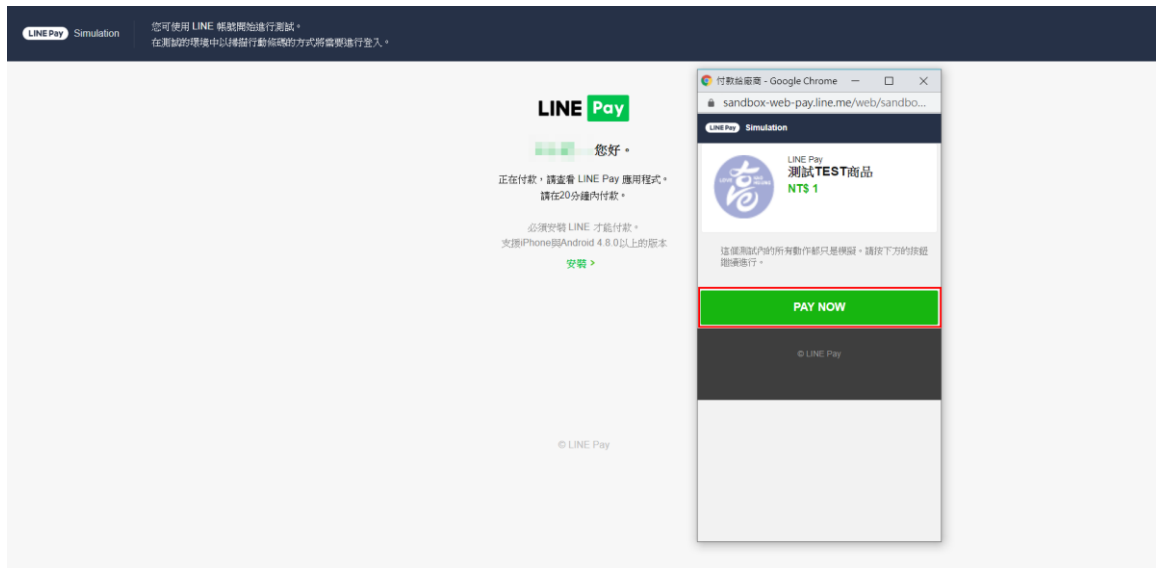 LINE Pay Simulation
您可使用 LINE 帳號開始進行測試。
在測試的環境中以掃描行動條碼的方式將需要進行登入。
LINE Pay
您好。
正在付款，請查看 LINE Pay 應用程式。
請在20分鐘內付款。
必須安裝 LINE 才能付款。
支援iPhone與Android 4.8.0以上的版本
安裝 >
© LINE Pay
付款給廠商 - Google Chrome
sandbox-web-pay.line.me/web/sandbo...
LINE Pay Simulation
LINE Pay
測試TEST商品
NT$ 1
這個測試內的所有動作都只是模擬。請按下方的按鈕
繼續進行。
PAY NOW
© LINE Pay